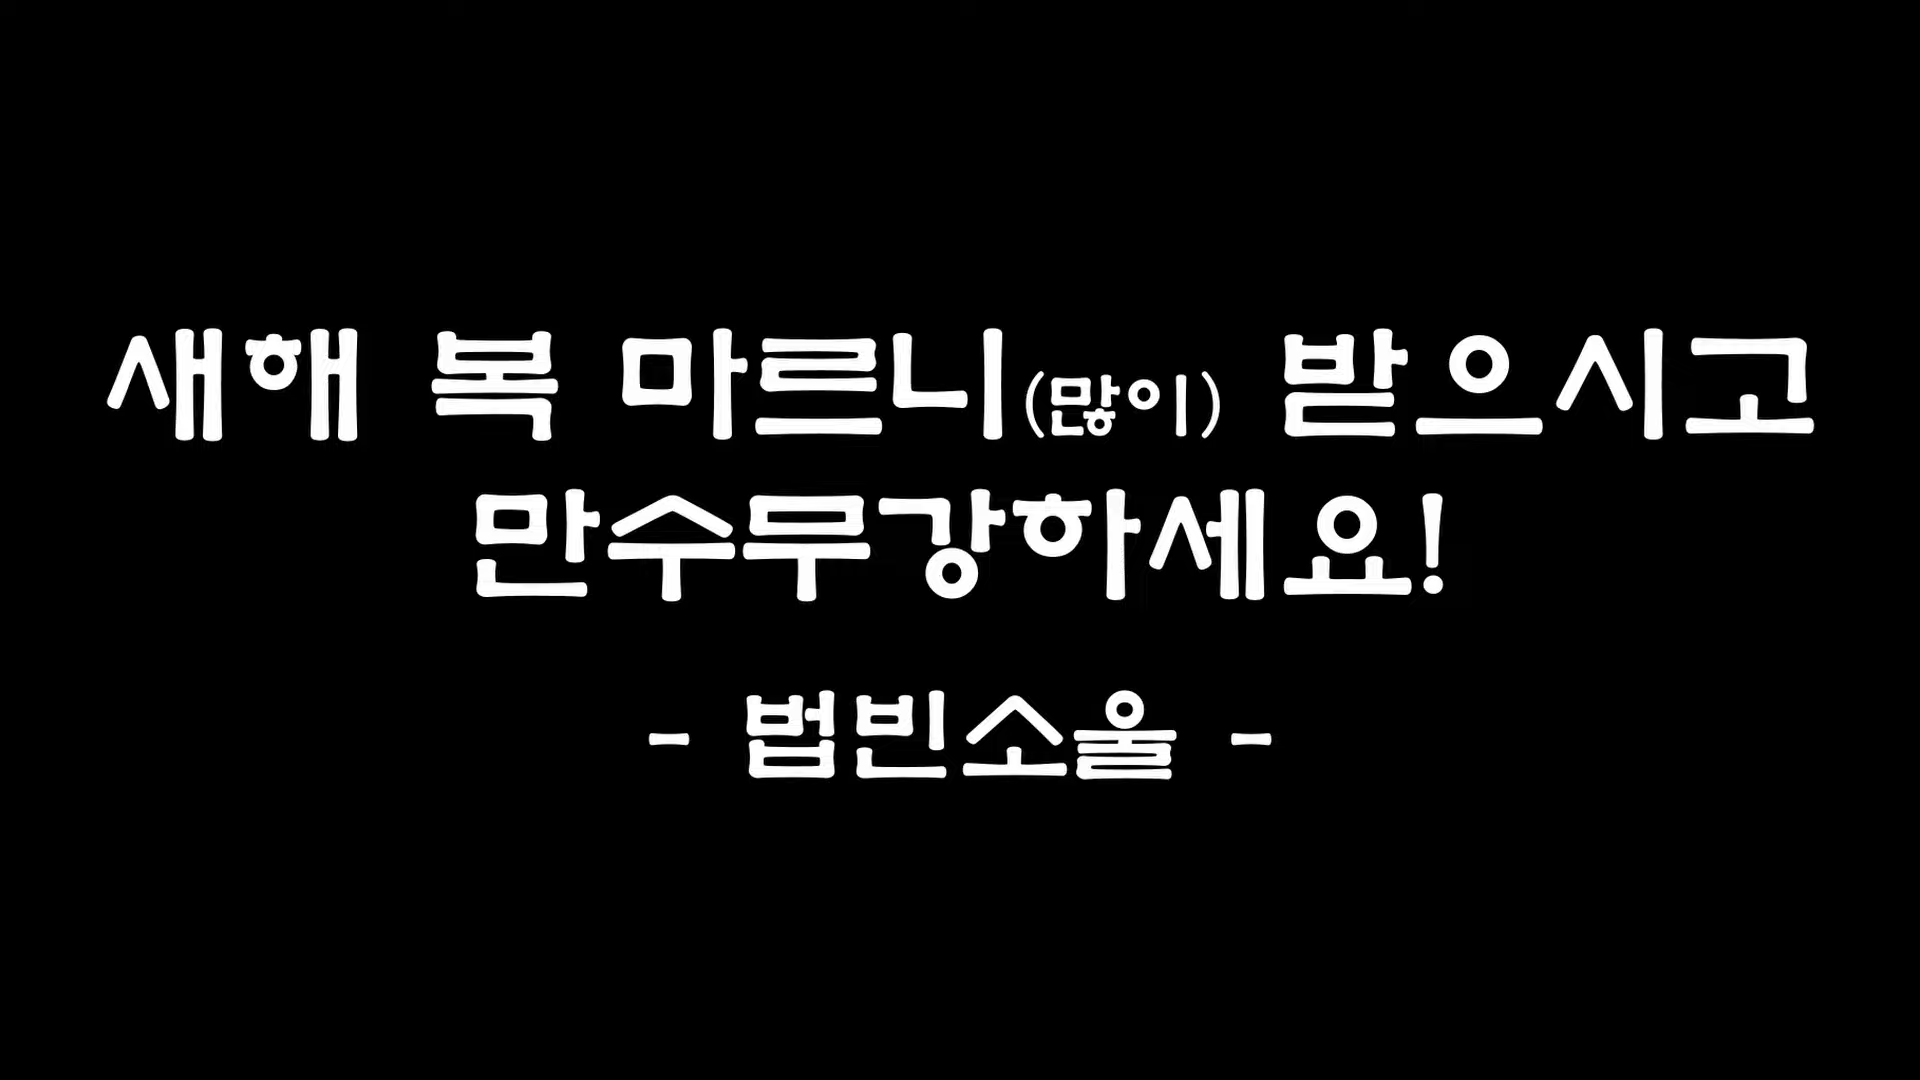 새해 복 마르니(많이) 받으시고
만수무강하세요!
- 법빈소울 -